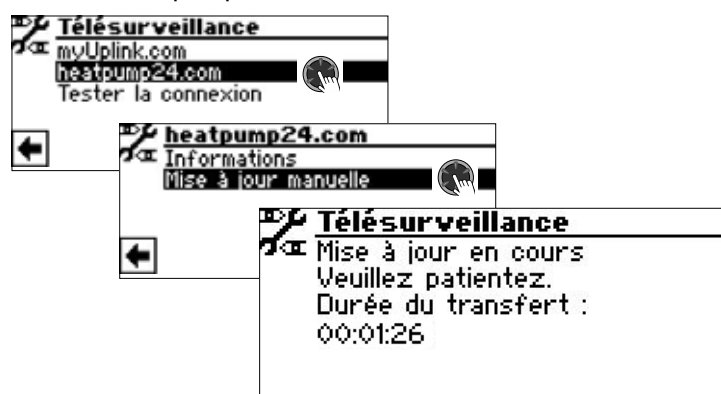 Télésurveillance
myUplink.com
heatpump24.com
Tester la connexion
heatpump24.com
Informations
Mise à jour manuelle
Télésurveillance
Mise à jour en cours
Veuillez patientez.
Durée du transfert :
00:01:26